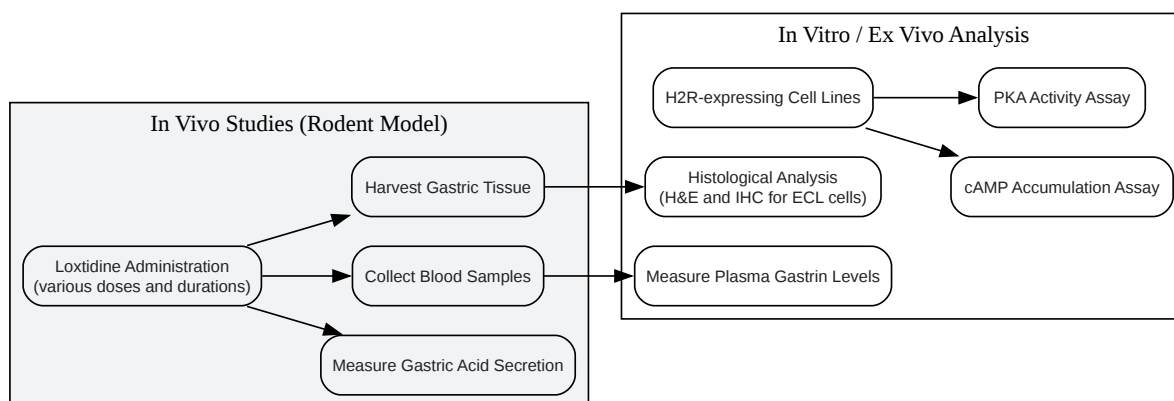 In Vivo Studies (Rodent Model)
Loxtidine Administration
(various doses and durations)
Harvest Gastric Tissue
Collect Blood Samples
Measure Gastric Acid Secretion
In Vitro / Ex Vivo Analysis
H2R-expressing Cell Lines
PKA Activity Assay
cAMP Accumulation Assay
Histological Analysis
(H&E and IHC for ECL cells)
Measure Plasma Gastrin Levels